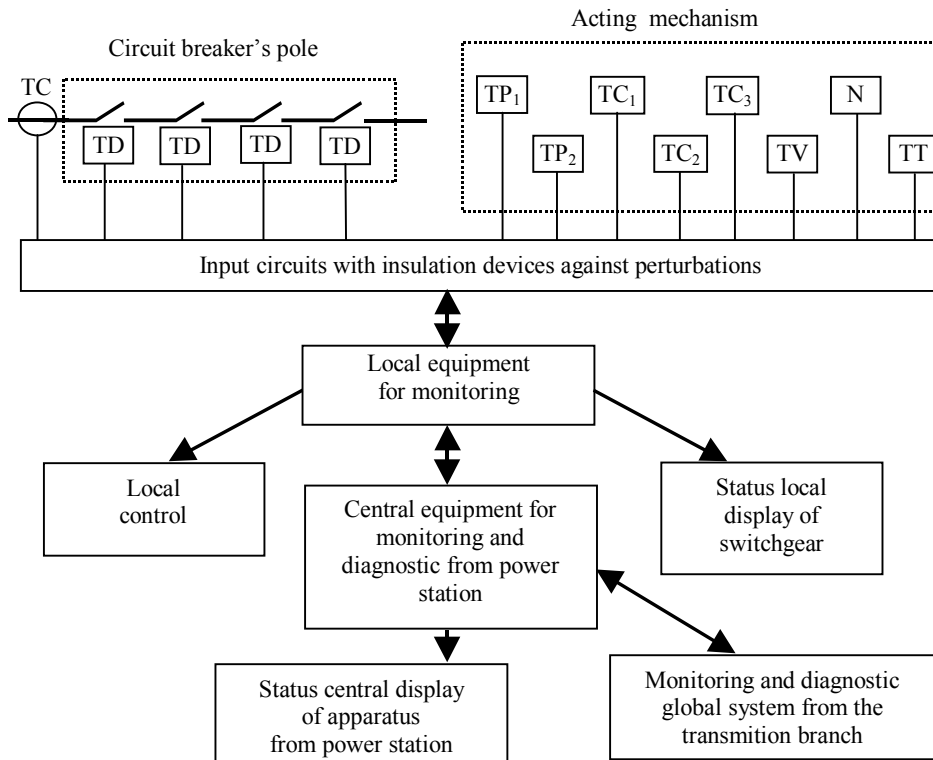 Acting mechanism
Circuit breaker's pole
TC
TP1 TC1 TC3 N
TD TD TD TD
TP2 TC2 TV TT
Input circuits with insulation devices against perturbations
Local equipment
for monitoring
Local
control
Status local
display of
switchgear
Central equipment for
monitoring and
diagnostic from power
station
Status central display
of apparatus
from power station
Monitoring and diagnostic
global system from the
transmition branch